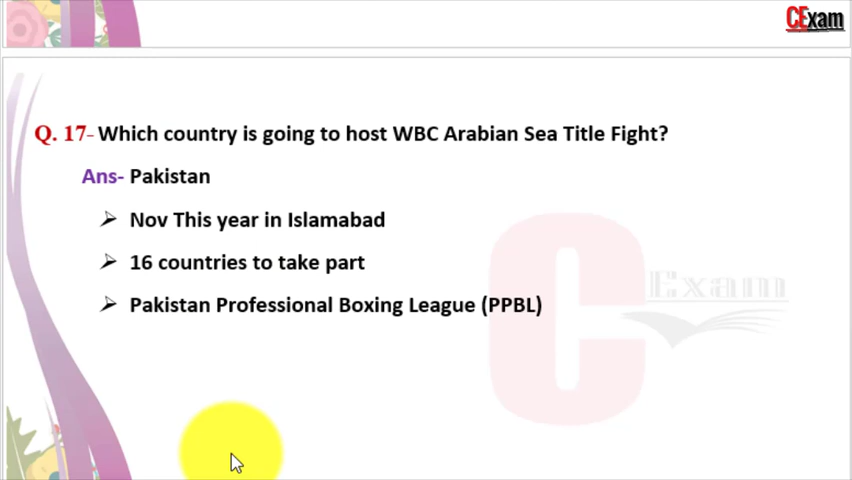 CExam
Q. 17- Which country is going to host WBC Arabian Sea Title Fight?
Ans- Pakistan
➢ Nov This year in Islamabad
➢ 16 countries to take part
➢ Pakistan Professional Boxing League (PPBL)
C Exam